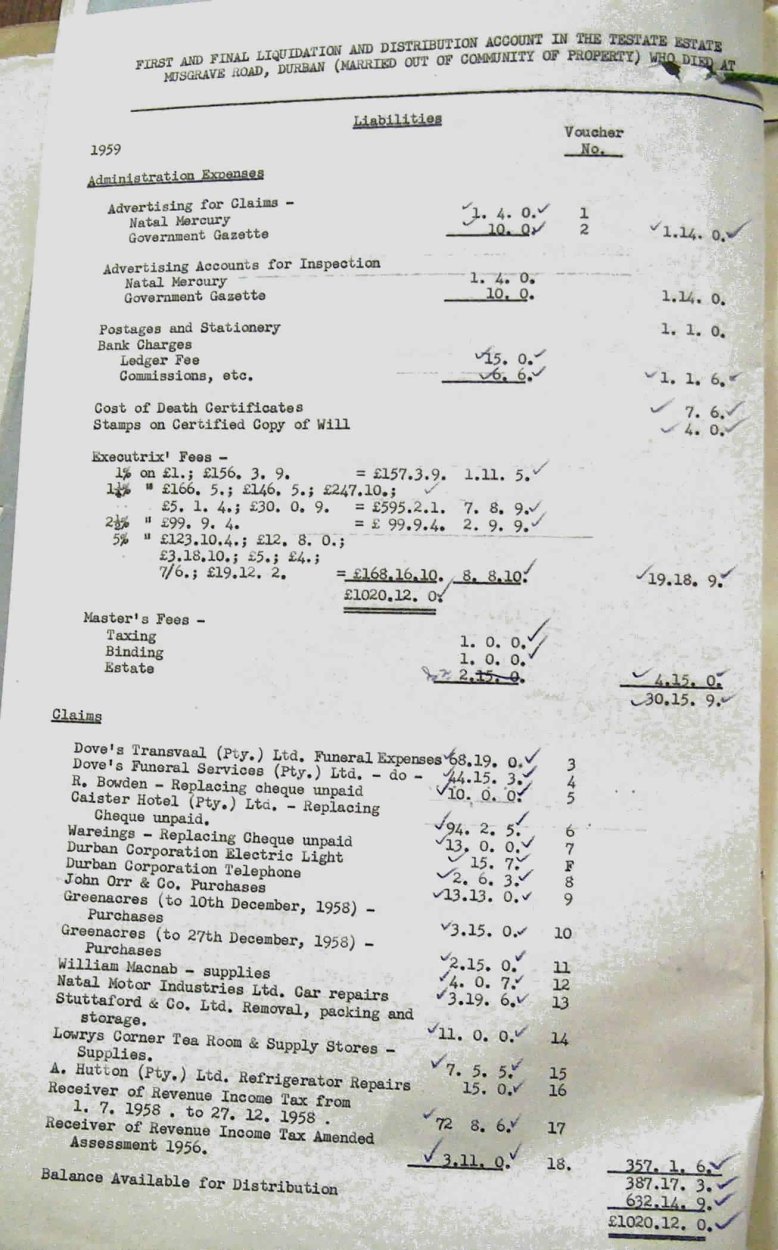 FIRST AND FINAL LIQUIDATION AND DISTRIBUTION ACCOUNT IN THE TESTATE ESTATE
MUSGRAVE ROAD, DURBAN (MARRIED OUT OF COMMUNITY OF PROPERTY) WHO DIED AT
Liabilities
Voucher
1959 No.
Administration Expenses
Advertising for Claims -
Natal Mercury 1. 4. 0. 1
Government Gazette 10. 0. 2 1.14. 0.
Advertising Accounts for Inspection
Natal Mercury 1. 4. 0.
Government Gazette 10. 0. 1.14. 0.
Postages and Stationery 1. 1. 0.
Bank Charges
Ledger Fee 15. 0.
Commissions, etc. 6. 6. 1. 1. 6.
Cost of Death Certificates 7. 6.
Stamps on Certified Copy of Will 4. 0.
Executrix' Fees -
1% on £1.; £156. 3. 9. = £157.3.9. 1.11. 5.
1¼% " £166. 5.; £146. 5.; £247.10.;
£5. 1. 4.; £30. 0. 9. = £595.2.1. 7. 8. 9.
2½% " £99. 9. 4. = £ 99.9.4. 2. 9. 9.
5% " £123.10.4.; £12. 8. 0.;
£3.18.10.; £5.; £4.;
7/6.; £19.12. 2. = £168.16.10. 8. 8.10. 19.18. 9.
£1020.12. 0.
Master's Fees -
Taxing 1. 0. 0.
Binding 1. 0. 0.
Estate 2.15. 0. 4.15. 0.
30.15. 9.
Claims
Dove's Transvaal (Pty.) Ltd. Funeral Expenses 68.19. 0. 3
Dove's Funeral Services (Pty.) Ltd. - do - 44.15. 3. 4
R. Bowden - Replacing cheque unpaid 10. 0. 0. 5
Caister Hotel (Pty.) Ltd. - Replacing
Cheque unpaid. 94. 2. 5. 6
Wareings - Replacing Cheque unpaid 13. 0. 0. 7
Durban Corporation Electric Light 15. 7. F
Durban Corporation Telephone 2. 6. 3. 8
John Orr & Co. Purchases 13.13. 0. 9
Greenacres (to 10th December, 1958) -
Purchases 3.15. 0. 10
Greenacres (to 27th December, 1958) -
Purchases 2.15. 0. 11
William Macnab - supplies 4. 0. 7. 12
Natal Motor Industries Ltd. Car repairs 3.19. 6. 13
Stuttaford & Co. Ltd. Removal, packing and
storage. 11. 0. 0. 14
Lowrys Corner Tea Room & Supply Stores -
Supplies. 7. 5. 5. 15
A. Hutton (Pty.) Ltd. Refrigerator Repairs 15. 0. 16
Receiver of Revenue Income Tax from
1. 7. 1958 . to 27. 12. 1958 . 72 8. 6. 17
Receiver of Revenue Income Tax Amended
Assessment 1956. 3.11. 0. 18. 357. 1. 6.
387.17. 3.
Balance Available for Distribution 632.14. 9.
£1020.12. 0.